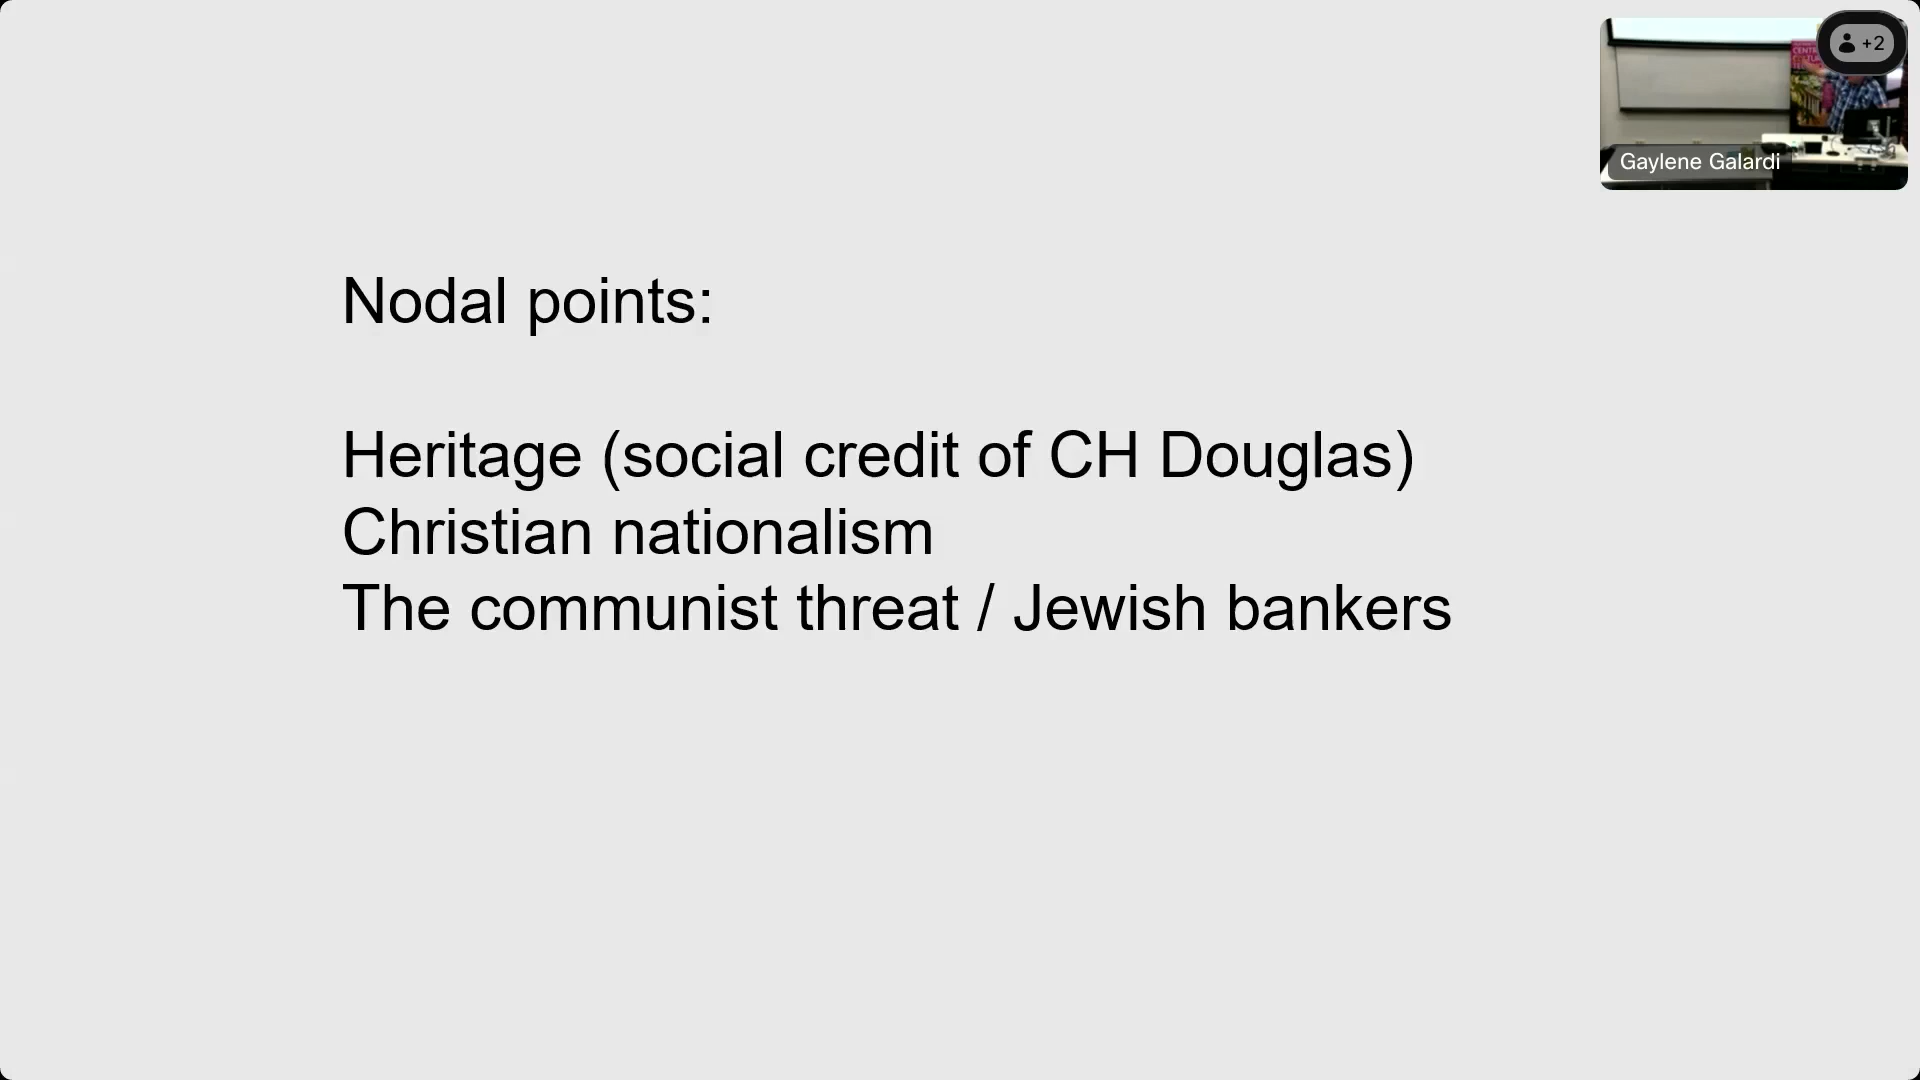 Nodal points:
Heritage (social credit of CH Douglas)
Christian nationalism
The communist threat / Jewish bankers
+2
Gaylene Galardi